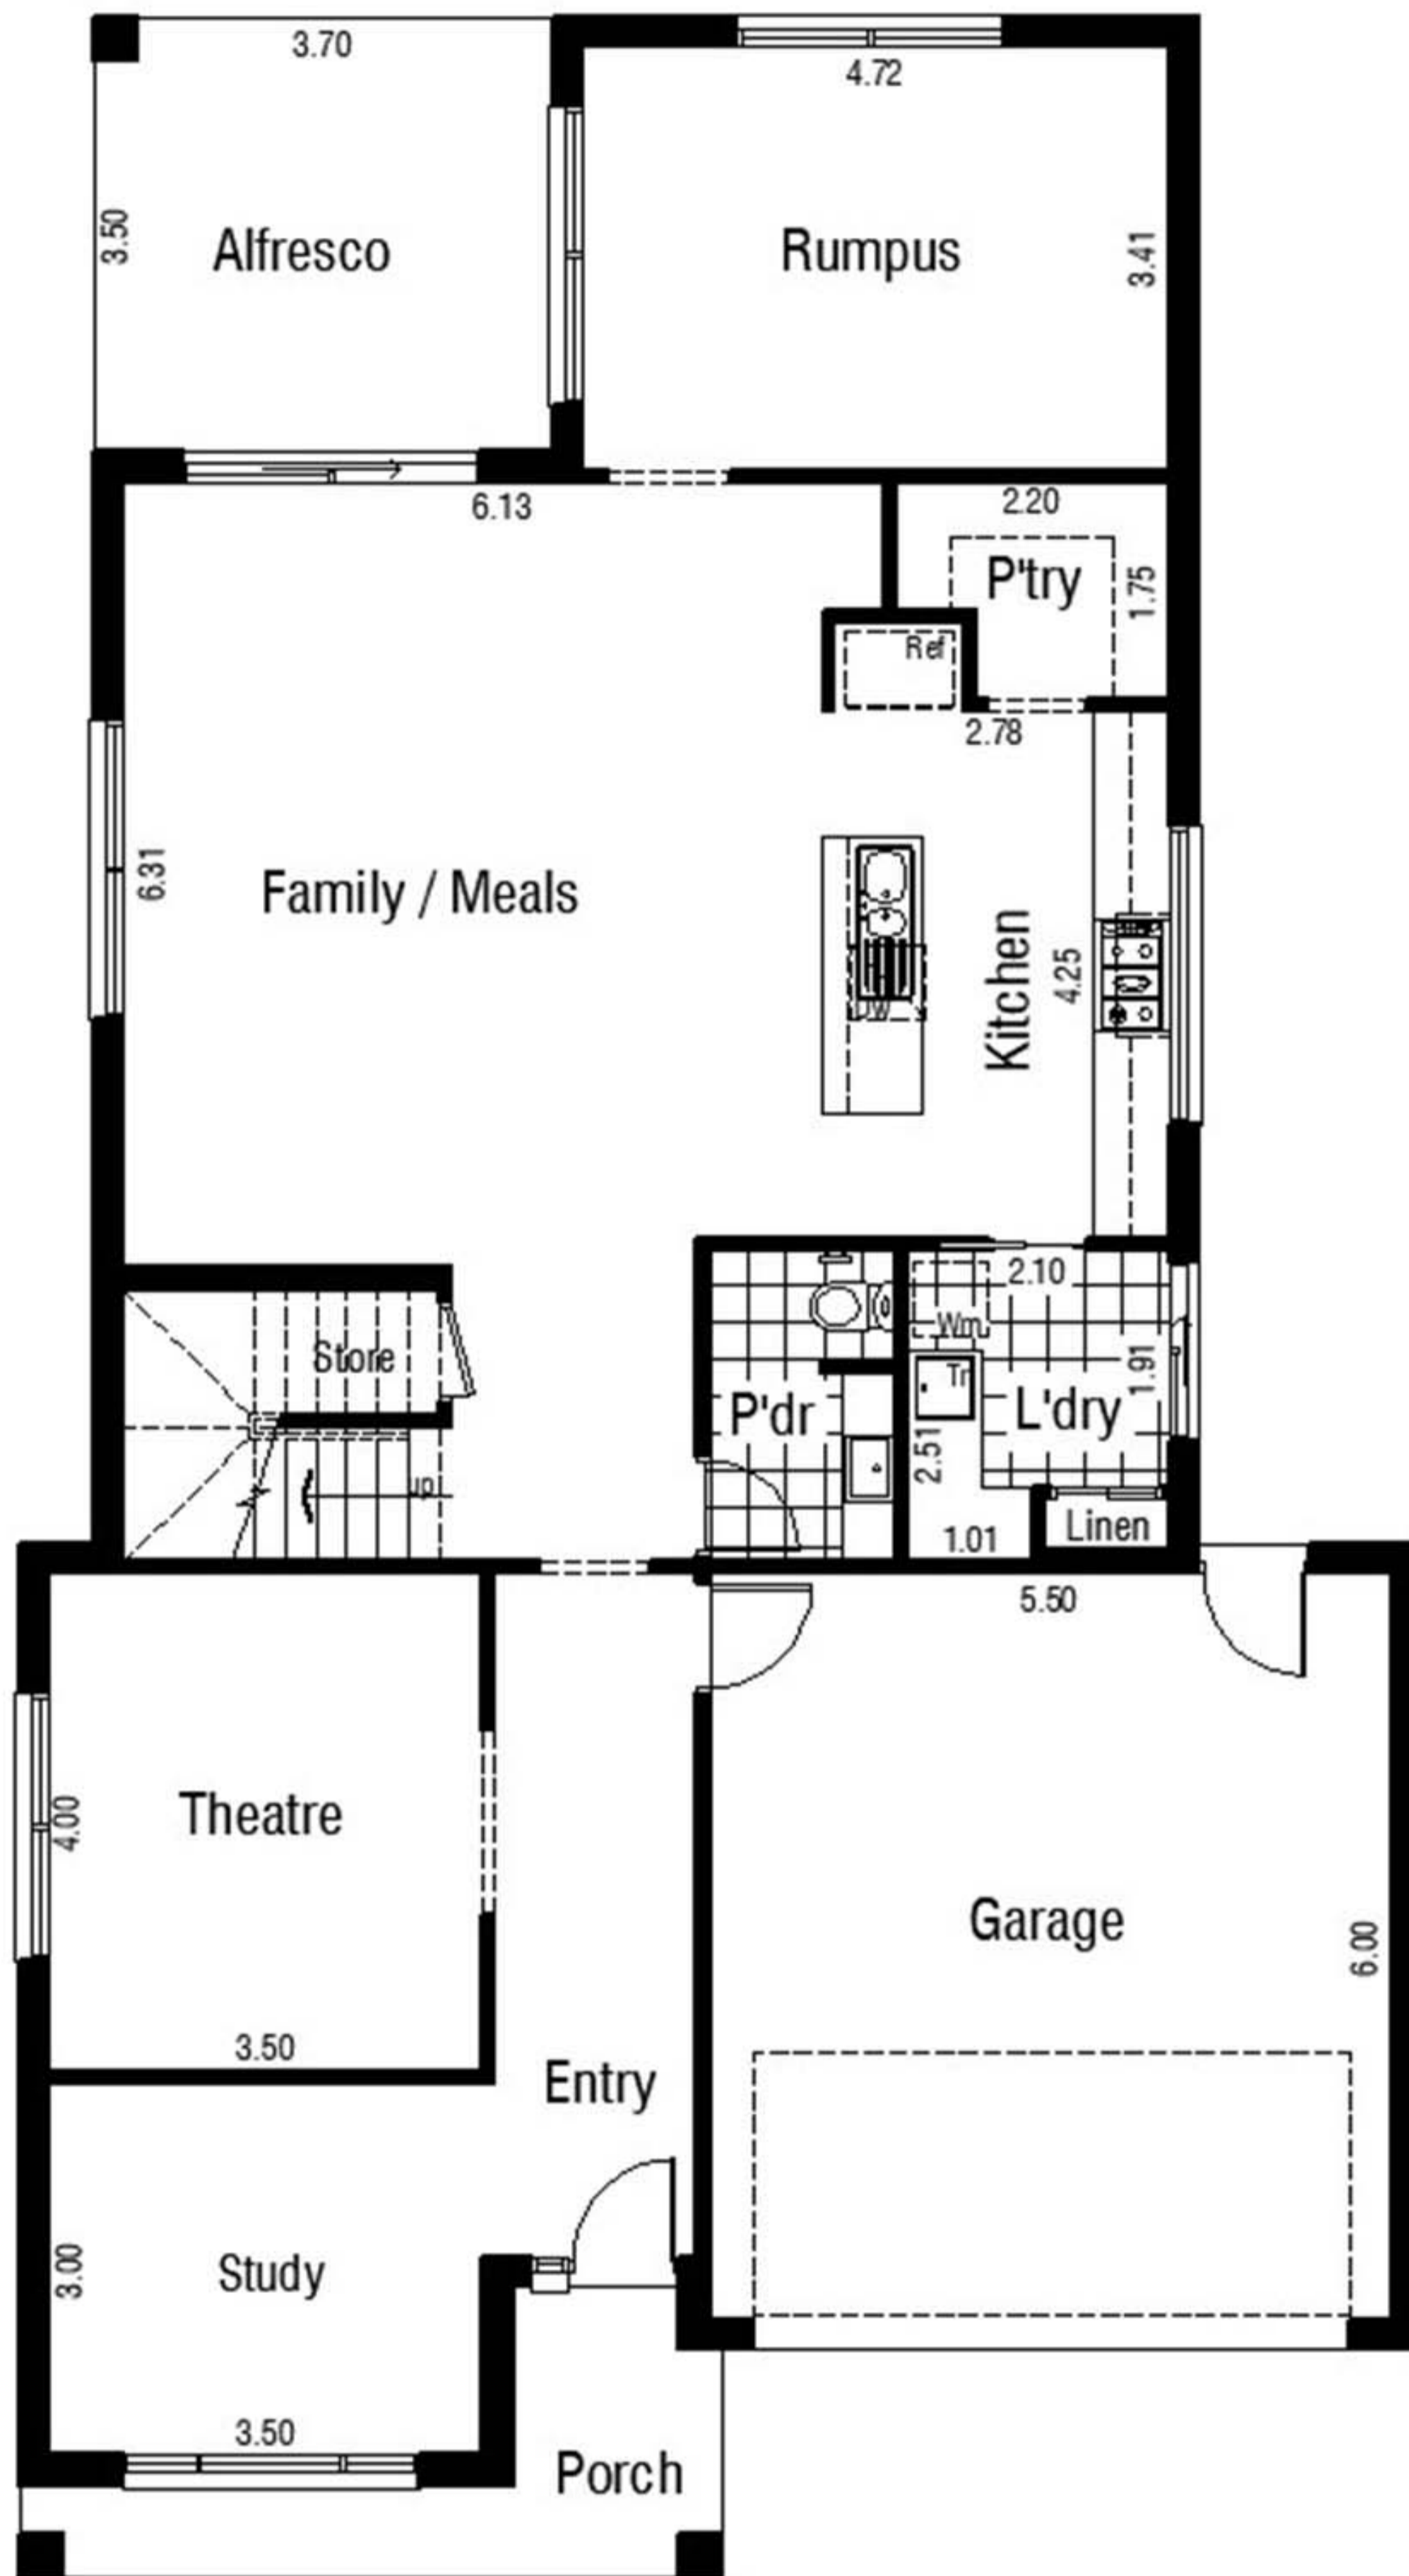 3.70
4.72
3.50
Alfresco
Rumpus
3.41
6.13
2.20
P'try
1.75
Ref
2.78
6.31
Family / Meals
Kitchen
4.25
DW
2.10
Wm
Store
Tr
1.91
P'dr
L'dry
2.51
up
1.01
Linen
5.50
Theatre
4.00
Garage
6.00
3.50
Entry
3.00
Study
3.50
Porch